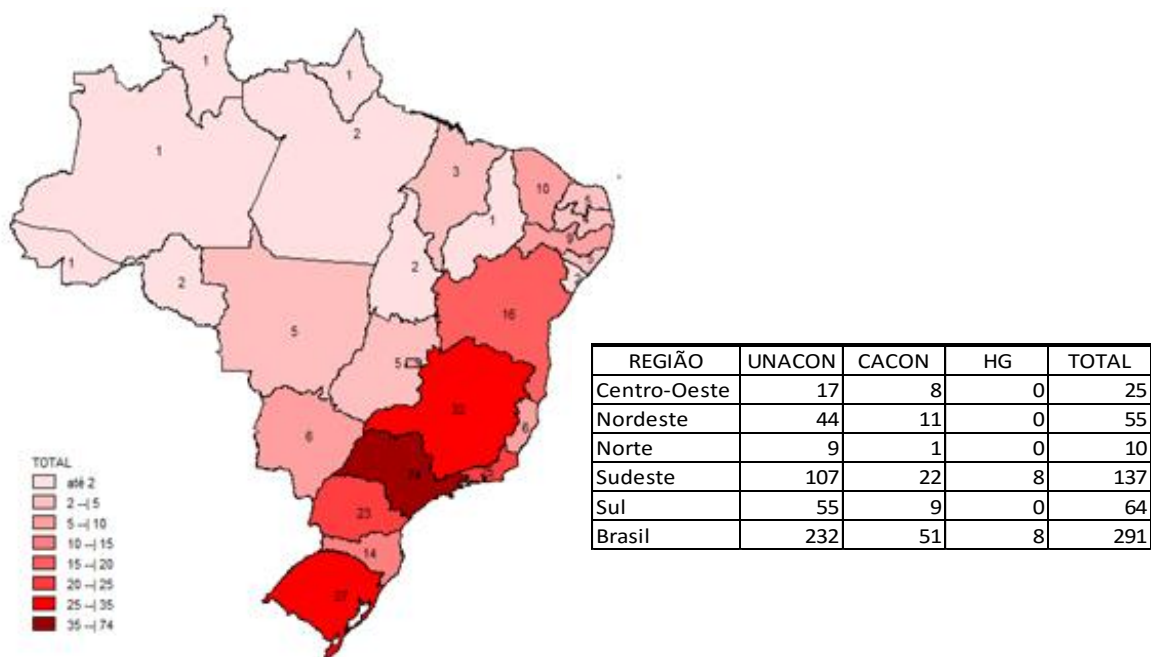 1
1
1
2
3
1
10
9
1
2
2
16
5
5
32
6
6
74
23
14
27
TOTAL
até 2
2 --| 5
5 --| 10
10 --| 15
15 --| 20
20 --| 25
25 --| 35
35 --| 74
REGIÃO UNACON CACON HG TOTAL
Centro-Oeste 17 8 0 25
Nordeste 44 11 0 55
Norte 9 1 0 10
Sudeste 107 22 8 137
Sul 55 9 0 64
Brasil 232 51 8 291